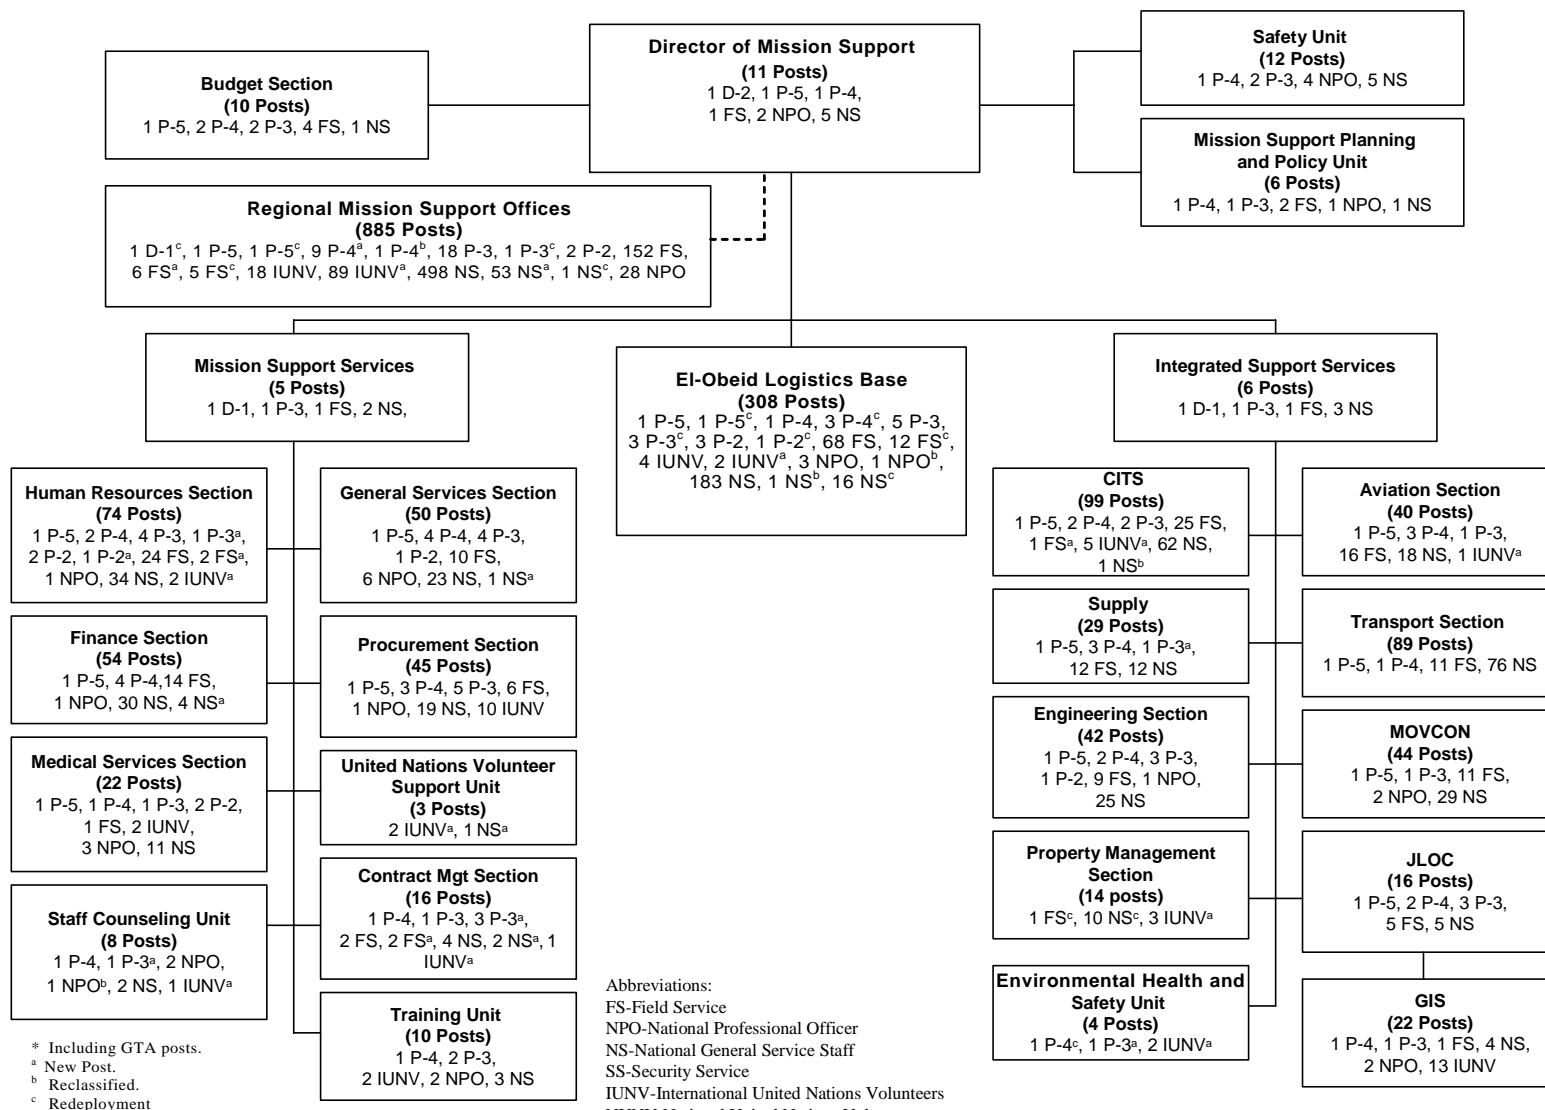 Director of Mission Support
(11 Posts)
1 D-2, 1 P-5, 1 P-4,
1 FS, 2 NPO, 5 NS
Budget Section
(10 Posts)
1 P-5, 2 P-4, 2 P-3, 4 FS, 1 NS
Safety Unit
(12 Posts)
1 P-4, 2 P-3, 4 NPO, 5 NS
Mission Support Planning
and Policy Unit
(6 Posts)
1 P-4, 1 P-3, 2 FS, 1 NPO, 1 NS
Regional Mission Support Offices
(885 Posts)
1 D-1ᶜ, 1 P-5, 1 P-5ᶜ, 9 P-4ᵃ, 1 P-4ᵇ, 18 P-3, 1 P-3ᶜ, 2 P-2, 152 FS,
6 FSᵃ, 5 FSᶜ, 18 IUNV, 89 IUNVᵃ, 498 NS, 53 NSᵃ, 1 NSᶜ, 28 NPO
Mission Support Services
(5 Posts)
1 D-1, 1 P-3, 1 FS, 2 NS,
El-Obeid Logistics Base
(308 Posts)
1 P-5, 1 P-5ᶜ, 1 P-4, 3 P-4ᶜ, 5 P-3,
3 P-3ᶜ, 3 P-2, 1 P-2ᶜ, 68 FS, 12 FSᶜ,
4 IUNV, 2 IUNVᵃ, 3 NPO, 1 NPOᵇ,
183 NS, 1 NSᵇ, 16 NSᶜ
Integrated Support Services
(6 Posts)
1 D-1, 1 P-3, 1 FS, 3 NS
Human Resources Section
(74 Posts)
1 P-5, 2 P-4, 4 P-3, 1 P-3ᵃ,
2 P-2, 1 P-2ᵃ, 24 FS, 2 FSᵃ,
1 NPO, 34 NS, 2 IUNVᵃ
General Services Section
(50 Posts)
1 P-5, 4 P-4, 4 P-3,
1 P-2, 10 FS,
6 NPO, 23 NS, 1 NSᵃ
Finance Section
(54 Posts)
1 P-5, 4 P-4,14 FS,
1 NPO, 30 NS, 4 NSᵃ
Procurement Section
(45 Posts)
1 P-5, 3 P-4, 5 P-3, 6 FS,
1 NPO, 19 NS, 10 IUNV
Medical Services Section
(22 Posts)
1 P-5, 1 P-4, 1 P-3, 2 P-2,
1 FS, 2 IUNV,
3 NPO, 11 NS
United Nations Volunteer
Support Unit
(3 Posts)
2 IUNVᵃ, 1 NSᵃ
Staff Counseling Unit
(8 Posts)
1 P-4, 1 P-3ᵃ, 2 NPO,
1 NPOᵇ, 2 NS, 1 IUNVᵃ
Contract Mgt Section
(16 Posts)
1 P-4, 1 P-3, 3 P-3ᵃ,
2 FS, 2 FSᵃ, 4 NS, 2 NSᵃ, 1
IUNVᵃ
Training Unit
(10 Posts)
1 P-4, 2 P-3,
2 IUNV, 2 NPO, 3 NS
CITS
(99 Posts)
1 P-5, 2 P-4, 2 P-3, 25 FS,
1 FSᵃ, 5 IUNVᵃ, 62 NS,
1 NSᵇ
Aviation Section
(40 Posts)
1 P-5, 3 P-4, 1 P-3,
16 FS, 18 NS, 1 IUNVᵃ
Supply
(29 Posts)
1 P-5, 3 P-4, 1 P-3ᵃ,
12 FS, 12 NS
Transport Section
(89 Posts)
1 P-5, 1 P-4, 11 FS, 76 NS
Engineering Section
(42 Posts)
1 P-5, 2 P-4, 3 P-3,
1 P-2, 9 FS, 1 NPO,
25 NS
MOVCON
(44 Posts)
1 P-5, 1 P-3, 11 FS,
2 NPO, 29 NS
Property Management
Section
(14 posts)
1 FSᶜ, 10 NSᶜ, 3 IUNVᵃ
JLOC
(16 Posts)
1 P-5, 2 P-4, 3 P-3,
5 FS, 5 NS
Environmental Health and
Safety Unit
(4 Posts)
1 P-4ᶜ, 1 P-3ᵃ, 2 IUNVᵃ
GIS
(22 Posts)
1 P-4, 1 P-3, 1 FS, 4 NS,
2 NPO, 13 IUNV
* Including GTA posts.
ᵃ New Post.
ᵇ Reclassified.
ᶜ Redeployment
Abbreviations:
FS-Field Service
NPO-National Professional Officer
NS-National General Service Staff
SS-Security Service
IUNV-International United Nations Volunteers